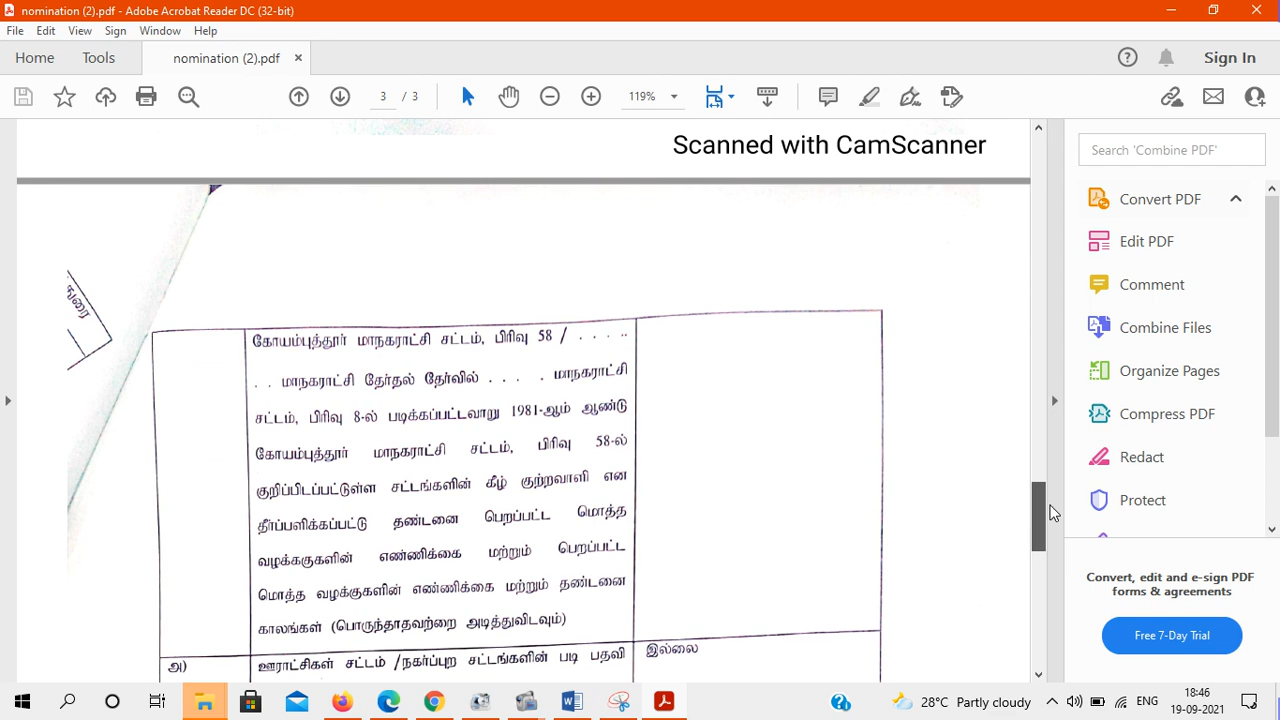 nomination (2).pdf - Adobe Acrobat Reader DC (32-bit)
File Edit View Sign Window Help
Home Tools nomination (2).pdf × Sign In
3 / 3 119%
Scanned with CamScanner
Search 'Combine PDF'
Convert PDF
Edit PDF
Comment
Combine Files
Organize Pages
Compress PDF
Redact
Protect
Convert, edit and e-sign PDF
forms & agreements
Free 7-Day Trial
துரை
கோயம்புத்தூர் மாநகராட்சி சட்டம், பிரிவு 58 / . . . . ..
. . மாநகராட்சி தேர்தல் தேர்வில் . . . . மாநகராட்சி
சட்டம், பிரிவு 8-ல் படிக்கப்பட்டவாறு 1981-ஆம் ஆண்டு
கோயம்புத்தூர் மாநகராட்சி சட்டம், பிரிவு 58-ல்
குறிப்பிடப்பட்டுள்ள சட்டங்களின் கீழ் குற்றவாளி என
தீர்ப்பளிக்கப்பட்டு தண்டனை பெறப்பட்ட மொத்த
வழக்ககுகளின் எண்ணிக்கை மற்றும் பெறப்பட்ட
மொத்த வழக்குகளின் எண்ணிக்கை மற்றும் தண்டனை
காலங்கள் (பொருந்தாதவற்றை அடித்துவிடவும்)
அ) ஊராட்சிகள் சட்டம் /நகர்ப்புற சட்டங்களின் படி பதவி இல்லை
28°C Partly cloudy ENG 18:46
19-09-2021